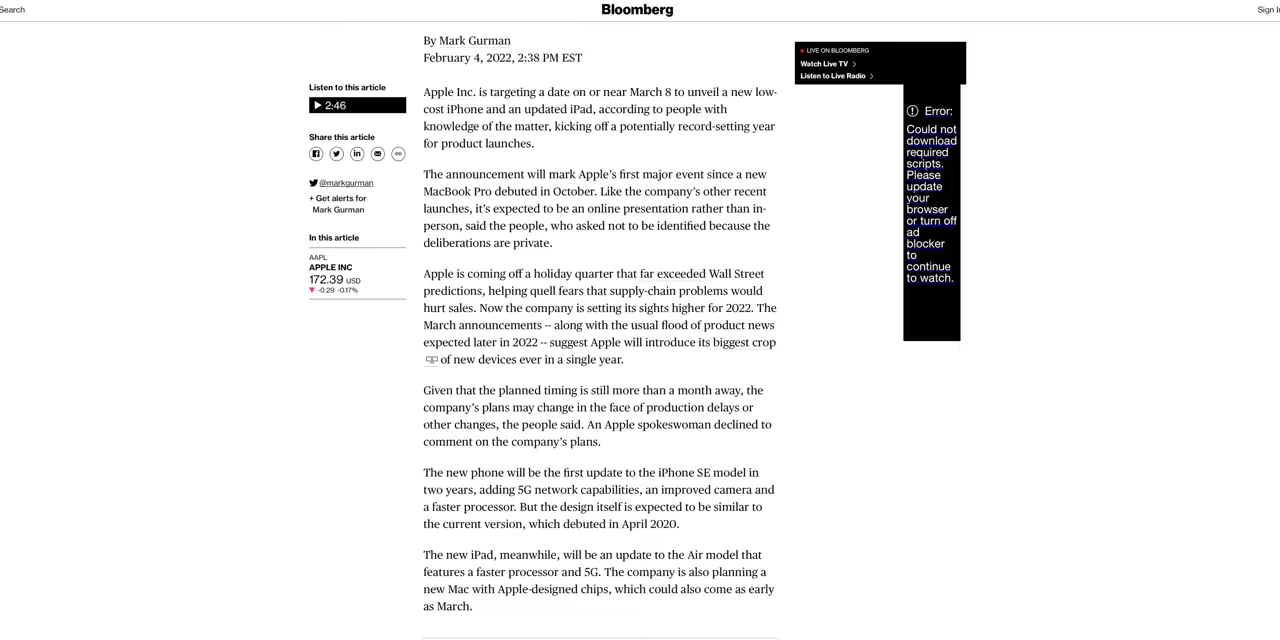 Search
Bloomberg
Sign In
By Mark Gurman
February 4, 2022, 2:38 PM EST
Listen to this article
2:46
Share this article
@markgurman
+ Get alerts for
Mark Gurman
In this article
AAPL
APPLE INC
172.39 USD
▼ -0.29 -0.17%
Apple Inc. is targeting a date on or near March 8 to unveil a new low-
cost iPhone and an updated iPad, according to people with
knowledge of the matter, kicking off a potentially record-setting year
for product launches.
The announcement will mark Apple's first major event since a new
MacBook Pro debuted in October. Like the company's other recent
launches, it's expected to be an online presentation rather than in-
person, said the people, who asked not to be identified because the
deliberations are private.
Apple is coming off a holiday quarter that far exceeded Wall Street
predictions, helping quell fears that supply-chain problems would
hurt sales. Now the company is setting its sights higher for 2022. The
March announcements -- along with the usual flood of product news
expected later in 2022 -- suggest Apple will introduce its biggest crop
of new devices ever in a single year.
Given that the planned timing is still more than a month away, the
company's plans may change in the face of production delays or
other changes, the people said. An Apple spokeswoman declined to
comment on the company's plans.
The new phone will be the first update to the iPhone SE model in
two years, adding 5G network capabilities, an improved camera and
a faster processor. But the design itself is expected to be similar to
the current version, which debuted in April 2020.
The new iPad, meanwhile, will be an update to the Air model that
features a faster processor and 5G. The company is also planning a
new Mac with Apple-designed chips, which could also come as early
as March.
LIVE ON BLOOMBERG
Watch Live TV
Listen to Live Radio
Error:
Could not
download
required
scripts.
Please
update
your
browser
or turn off
ad
blocker
to
continue
to watch.